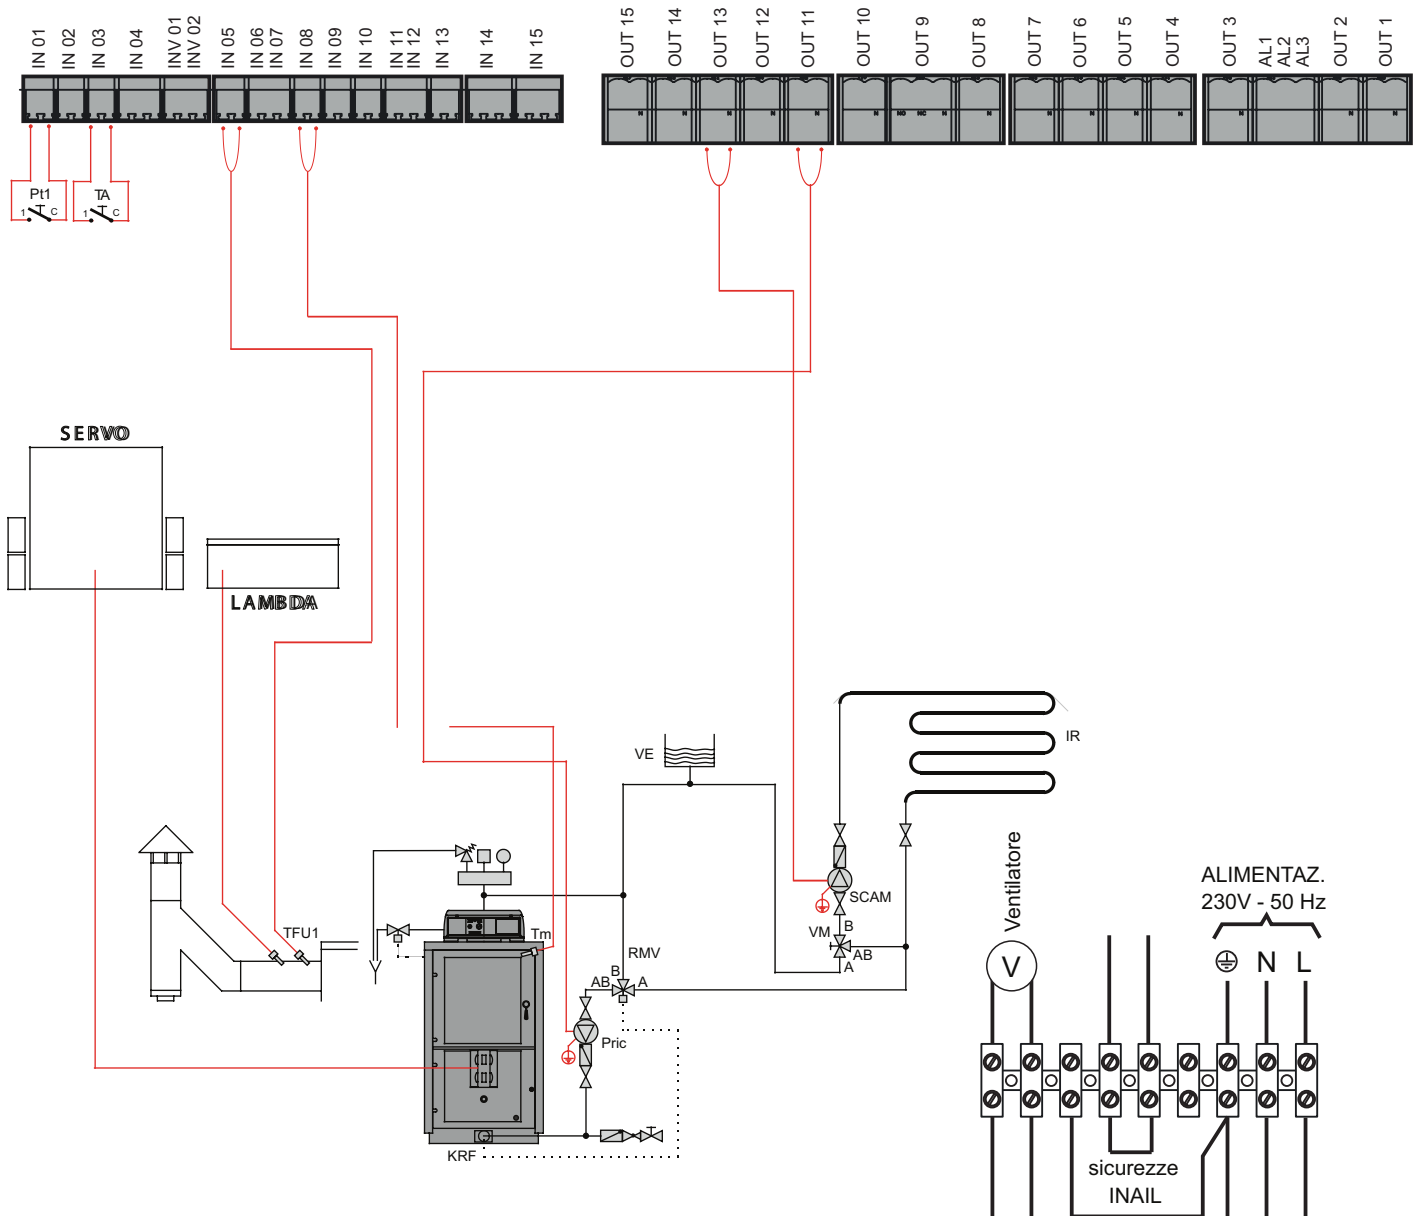 IN 01
IN 02
IN 03
IN 04
INV 01
INV 02
IN 05
IN 06
IN 07
IN 08
IN 09
IN 10
IN 11
IN 12
IN 13
IN 14
IN 15
OUT 15
OUT 14
OUT 13
OUT 12
OUT 11
OUT 10
OUT 9
OUT 8
OUT 7
OUT 6
OUT 5
OUT 4
OUT 3
AL1
AL2
AL3
OUT 2
OUT 1
N N N N N N NO NC N N N N N N N N N
Pt1
1 C
TA
1 C
SERVO
LAMBDA
VE
IR
SCAM
B
VM
AB
A
TFU1
Tm
RMV
B
AB
A
Pric
KRF
Ventilatore
V
ALIMENTAZ.
230V - 50 Hz
N L
sicurezze
INAIL